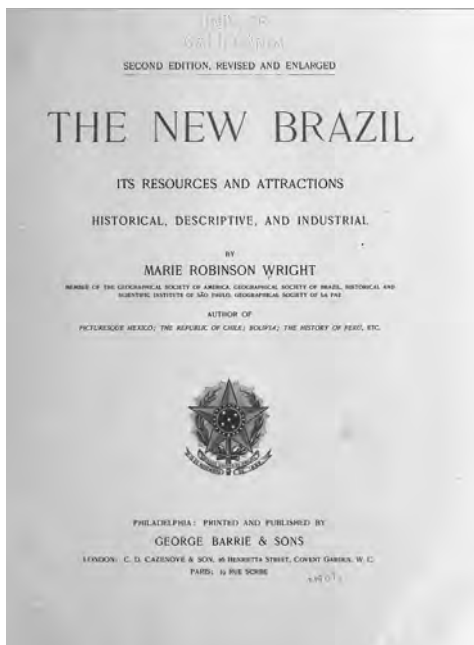 SECOND EDITION, REVISED AND ENLARGED
THE NEW BRAZIL
ITS RESOURCES AND ATTRACTIONS
HISTORICAL, DESCRIPTIVE, AND INDUSTRIAL
BY
MARIE ROBINSON WRIGHT
MEMBER OF THE GEOGRAPHICAL SOCIETY OF AMERICA, GEOGRAPHICAL SOCIETY OF BRAZIL, HISTORICAL AND
SCIENTIFIC INSTITUTE OF SÃO PAULO, GEOGRAPHICAL SOCIETY OF LA PAZ
AUTHOR OF
PICTURESQUE MEXICO; THE REPUBLIC OF CHILE; BOLIVIA; THE HISTORY OF PERÚ, ETC.
PHILADELPHIA: PRINTED AND PUBLISHED BY
GEORGE BARRIE & SONS
LONDON: C. D. CAZENOVE & SON, 26 HENRIETTA STREET, COVENT GARDEN, W. C.
PARIS: 19 RUE SCRIBE